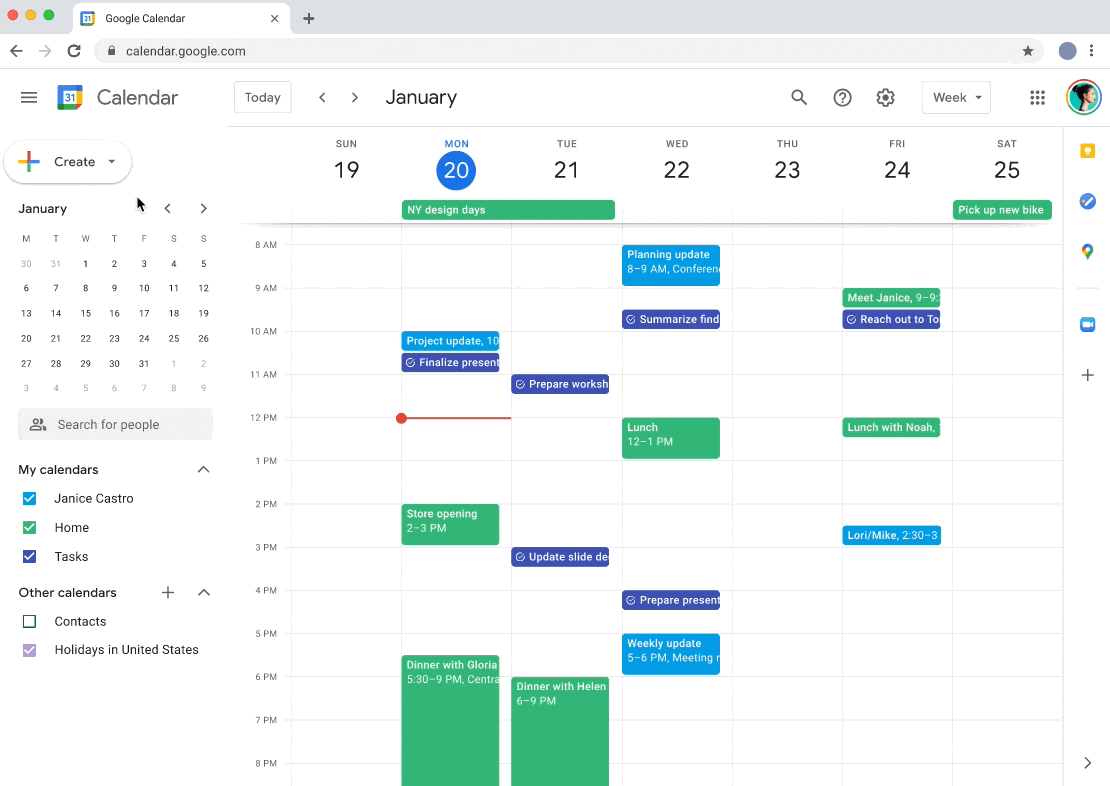 Google Calendar
calendar.google.com
31 Calendar
Today
January
Week
Create
January
M T W T F S S
30 31 1 2 3 4 5
6 7 8 9 10 11 12
13 14 15 16 17 18 19
20 21 22 23 24 25 26
27 28 29 30 31 1 2
3 4 5 6 7 8 9
Search for people
My calendars
Janice Castro
Home
Tasks
Other calendars
Contacts
Holidays in United States
SUN MON TUE WED THU FRI SAT
19 20 21 22 23 24 25
NY design days
Pick up new bike
8 AM
Planning update
8–9 AM, Conferen
9 AM
Meet Janice, 9–9:
Summarize find
Reach out to To
10 AM
Project update, 10
Finalize present
11 AM
Prepare worksh
12 PM
Lunch
12–1 PM
Lunch with Noah,
1 PM
2 PM
Store opening
2–3 PM
Lori/Mike, 2:30–3
3 PM
Update slide de
4 PM
Prepare present
5 PM
Weekly update
5–6 PM, Meeting r
Dinner with Gloria
5:30–9 PM, Centra
6 PM
Dinner with Helen
6–9 PM
7 PM
8 PM